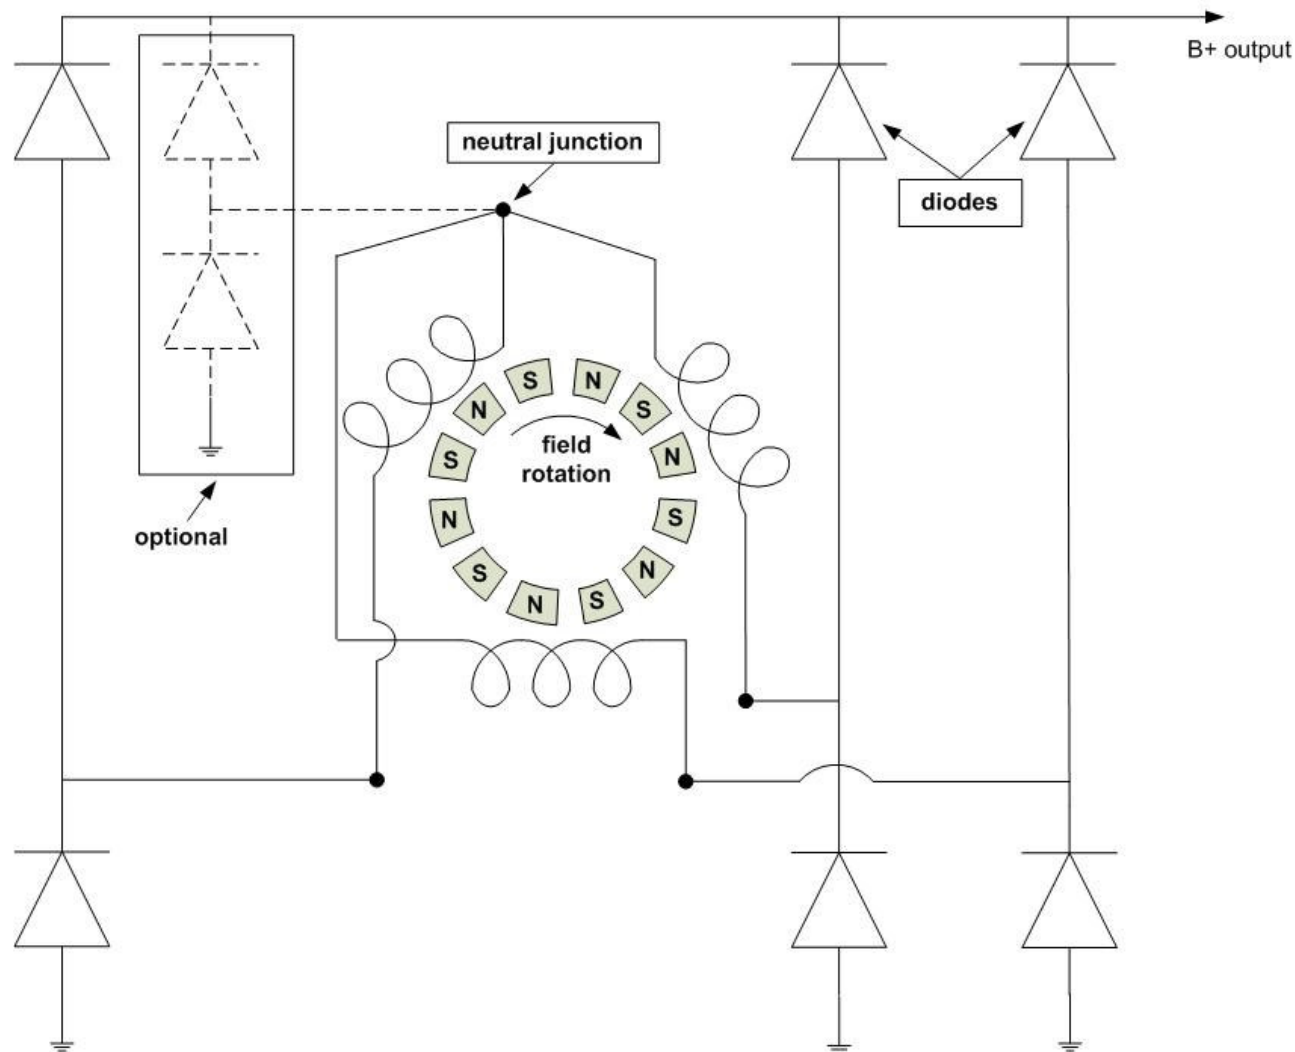 B+ output
neutral junction
diodes
S
N
N
S
field
rotation
S
N
N
S
S
N
N
S
optional